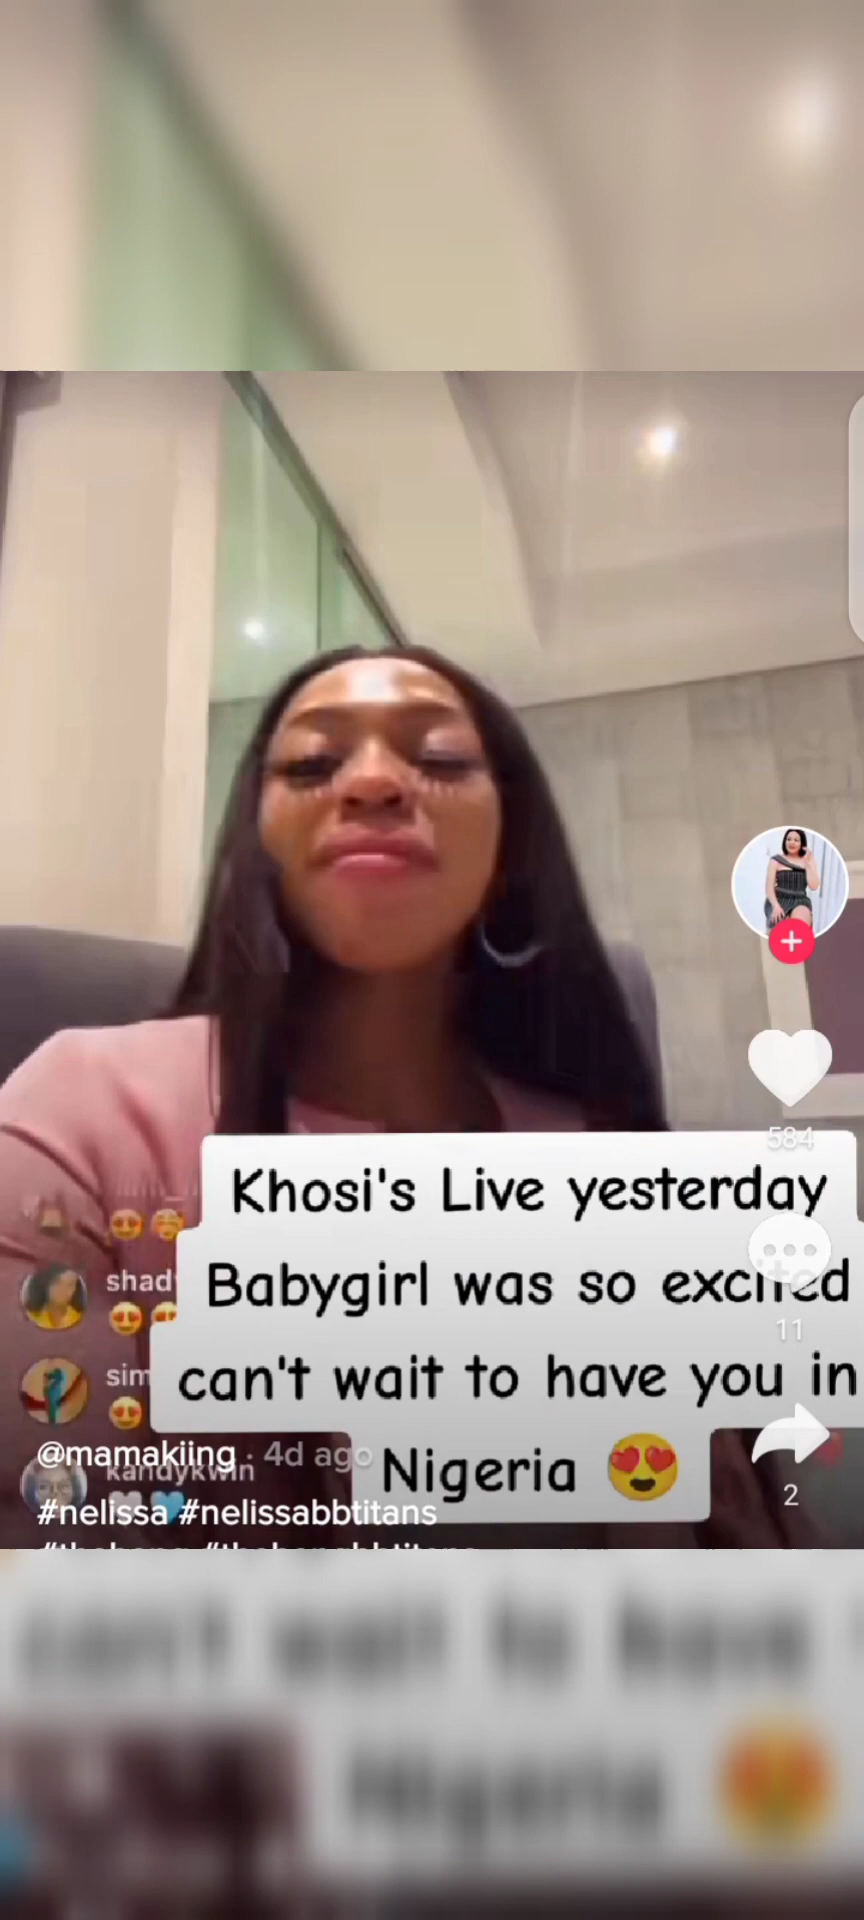 584
Khosi's Live yesterday
Babygirl was so excited
shad
can't wait to have you in
sim
11
Nigeria 😍
@mamakiing · 4d ago
kandykwin
#nelissa #nelissabbtitans
2